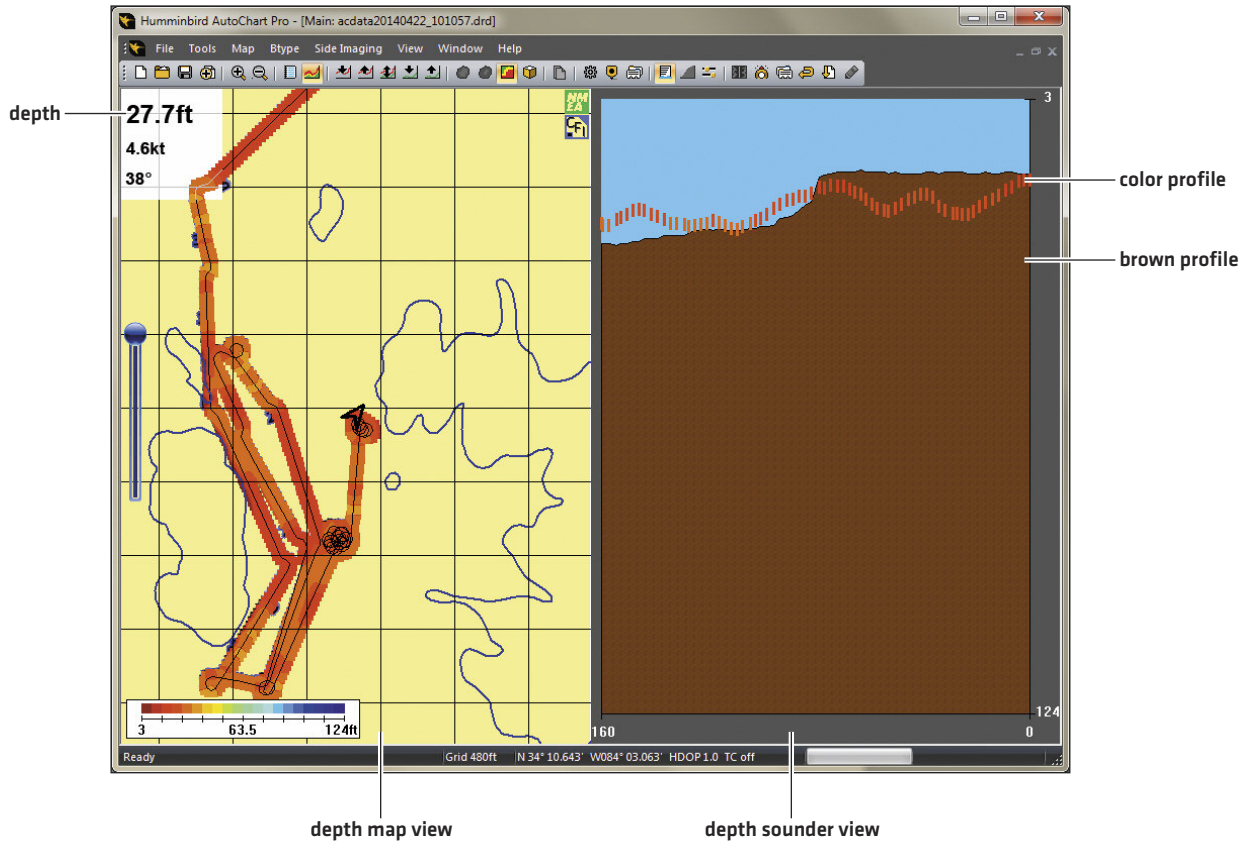 Humminbird AutoChart Pro - [Main: acdata20140422_101057.drd]
File Tools Map Btype Side Imaging View Window Help
depth
27.7ft
4.6kt
38°
NM
EA
CFI
3
color profile
brown profile
3 63.5 124ft
124
160 0
Ready Grid 480ft N 34° 10.643' W084° 03.063' HDOP 1.0 TC off
depth map view
depth sounder view